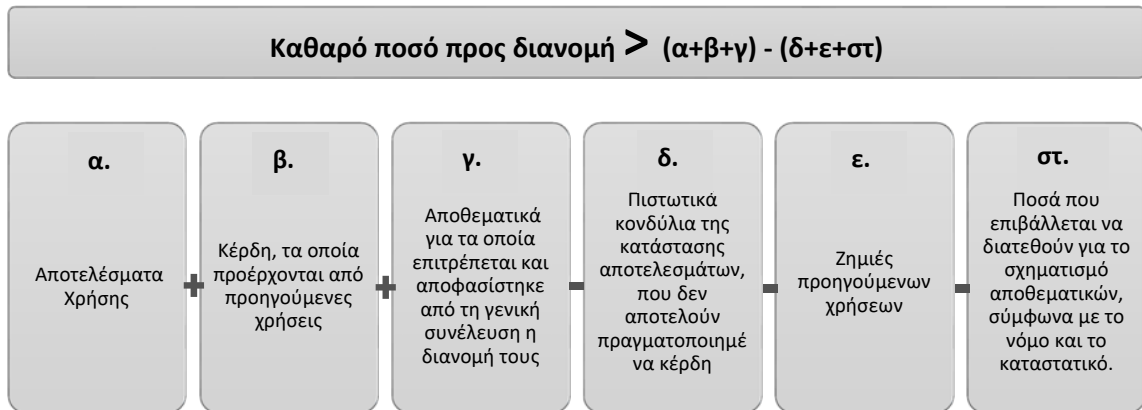 Καθαρό ποσό προς διανομή > (α+β+γ) - (δ+ε+στ)
α.
Αποτελέσματα
Χρήσης
+
β.
Κέρδη, τα οποία
προέρχονται από
προηγούμενες
χρήσεις
+
γ.
Αποθεματικά
για τα οποία
επιτρέπεται και
αποφασίστηκε
από τη γενική
συνέλευση η
διανομή τους
-
δ.
Πιστωτικά
κονδύλια της
κατάστασης
αποτελεσμάτων,
που δεν
αποτελούν
πραγματοποιημέ
να κέρδη
-
ε.
Ζημιές
προηγούμενων
χρήσεων
-
στ.
Ποσά που
επιβάλλεται να
διατεθούν για το
σχηματισμό
αποθεματικών,
σύμφωνα με το
νόμο και το
καταστατικό.